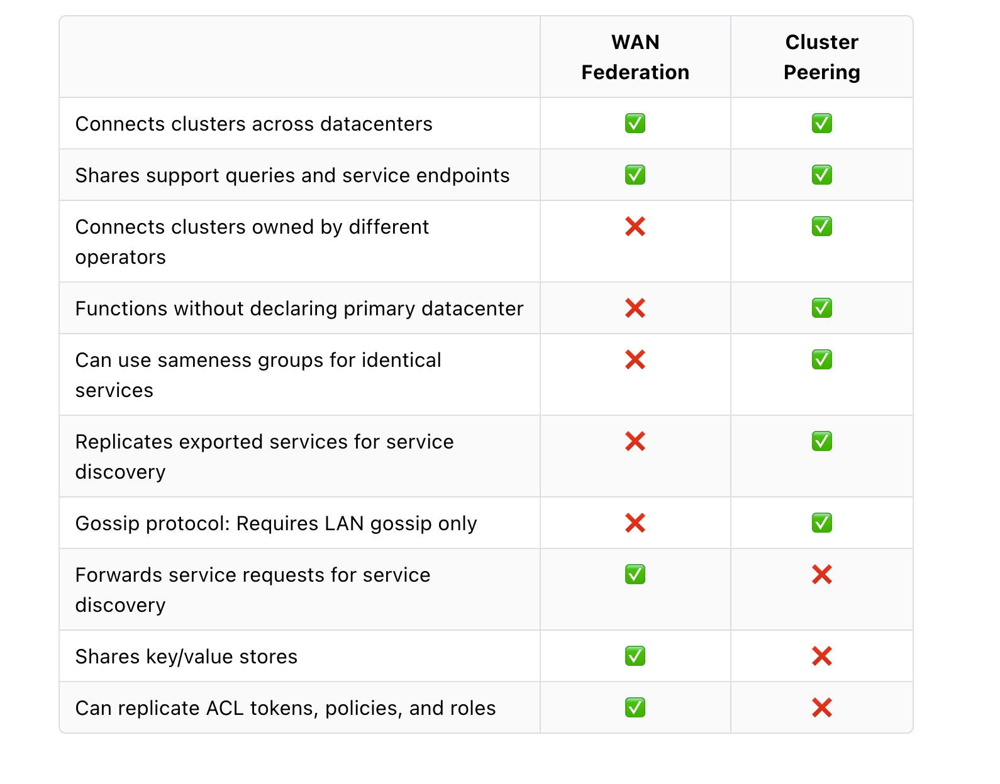 WAN
Federation
Cluster
Peering
Connects clusters across datacenters ✅ ✅
Shares support queries and service endpoints ✅ ✅
Connects clusters owned by different ❌ ✅
operators
Functions without declaring primary datacenter ❌ ✅
Can use sameness groups for identical ❌ ✅
services
Replicates exported services for service ❌ ✅
discovery
Gossip protocol: Requires LAN gossip only ❌ ✅
Forwards service requests for service ✅ ❌
discovery
Shares key/value stores ✅ ❌
Can replicate ACL tokens, policies, and roles ✅ ❌